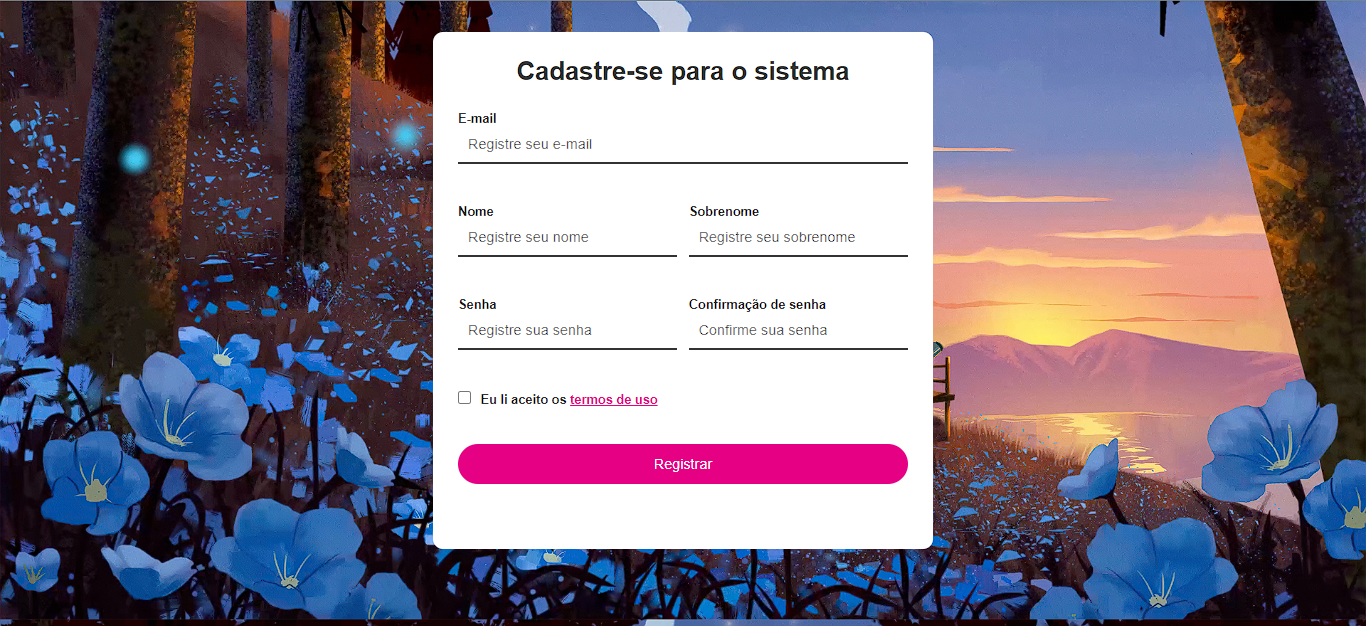 Cadastre-se para o sistema
E-mail
Registre seu e-mail
Nome
Sobrenome
Registre seu nome
Registre seu sobrenome
Senha
Confirmação de senha
Registre sua senha
Confirme sua senha
Eu li aceito os termos de uso
Registrar